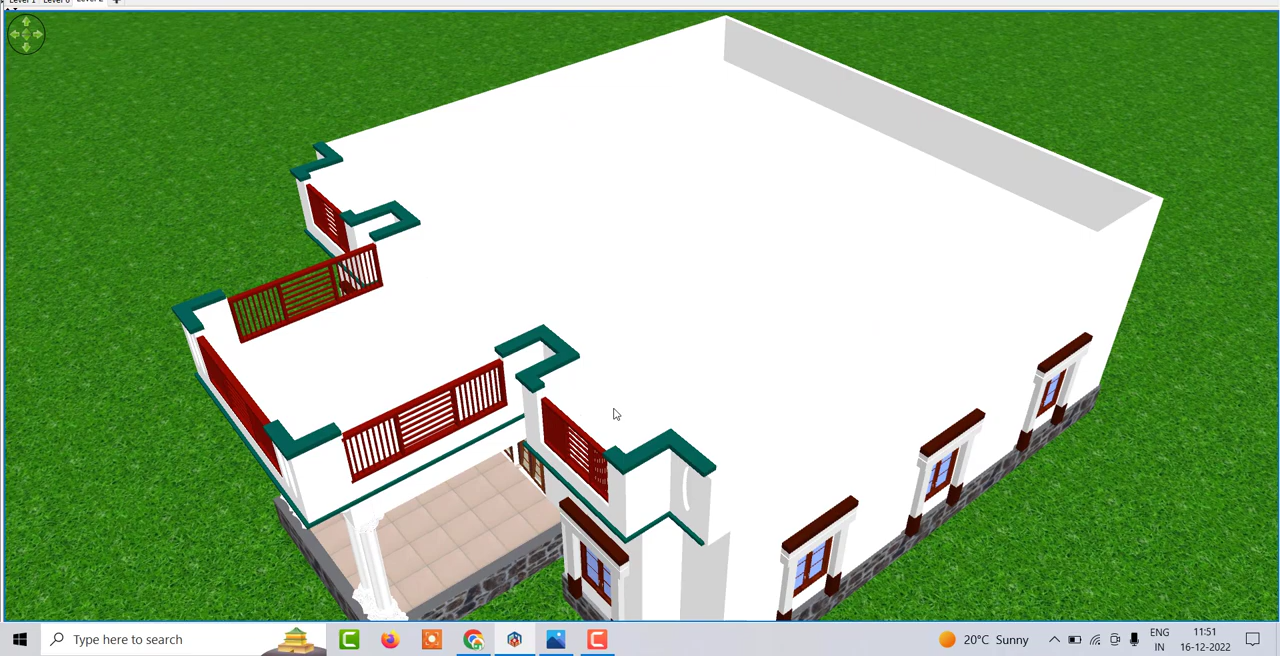 Type here to search
20°C Sunny
ENG
IN
11:51
16-12-2022